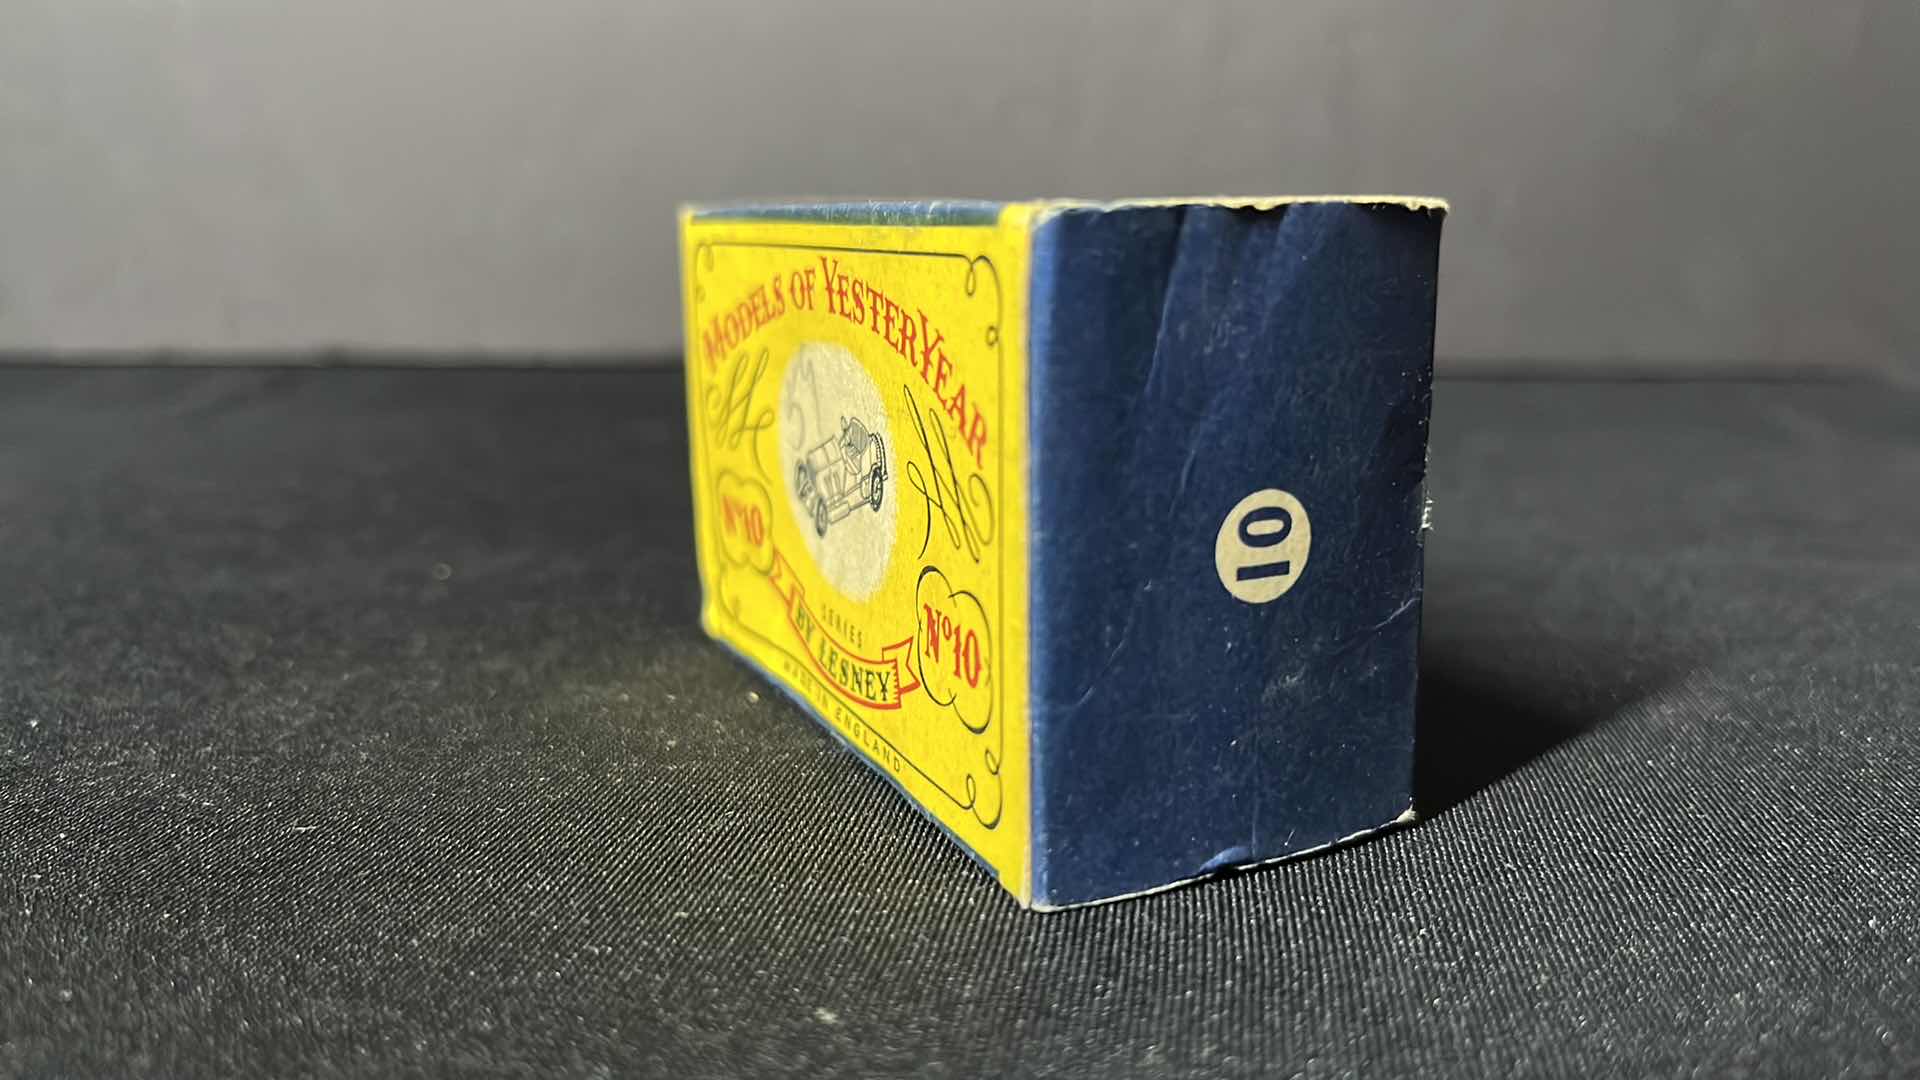 MODELS OF YESTERYEAR
Nº10
SERIES
BY LESNEY
MADE IN ENGLAND
Nº10
10